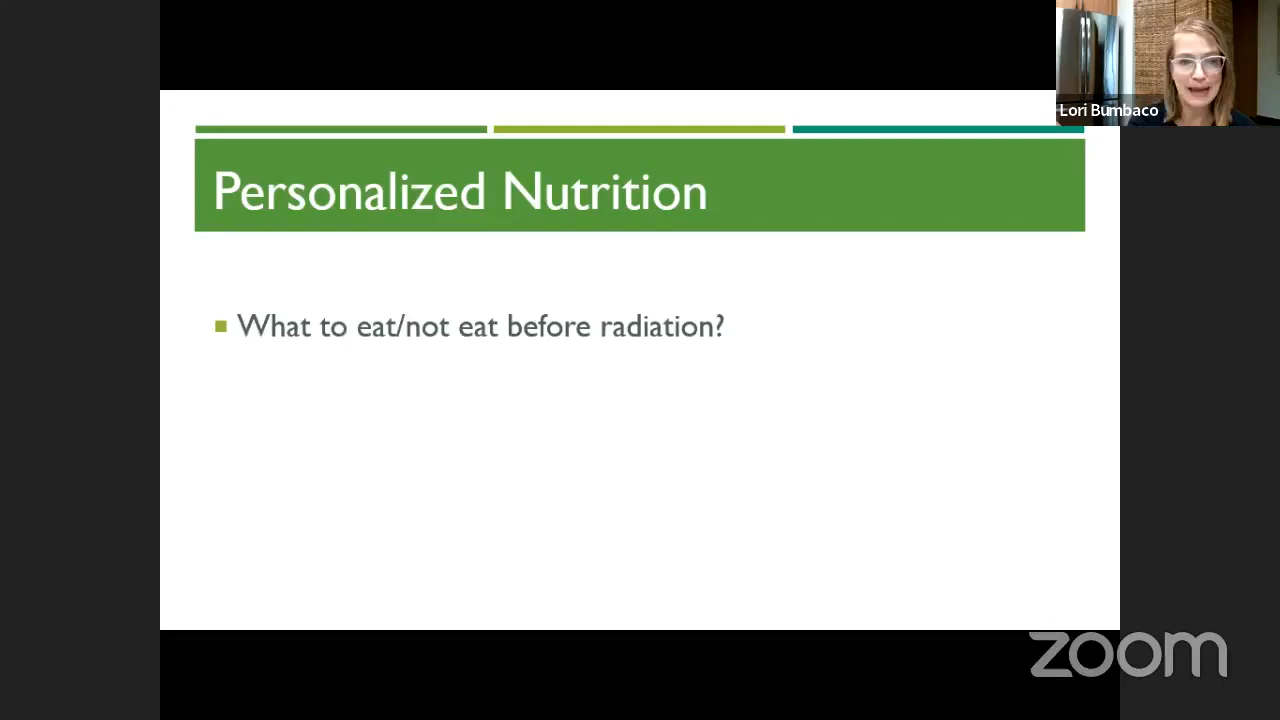 Lori Bumbaco
Personalized Nutrition
What to eat/not eat before radiation?
zoom